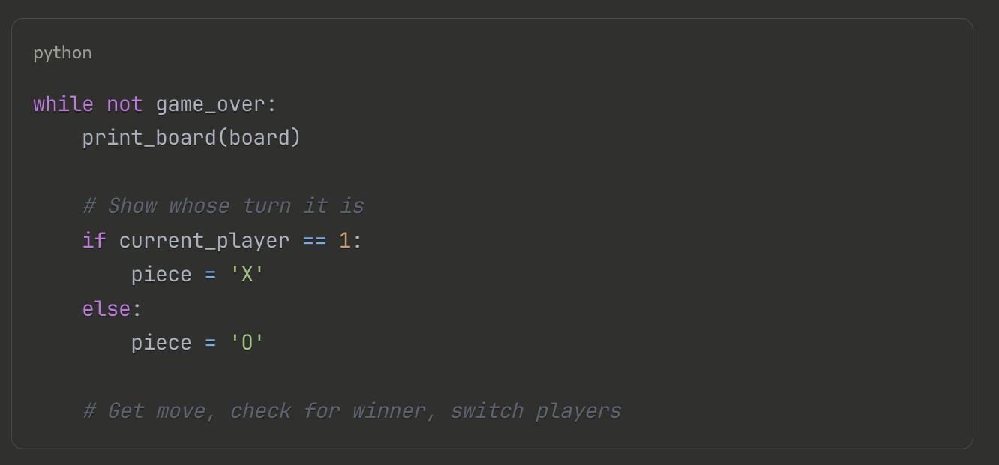 python
while not game_over:
    print_board(board)

    # Show whose turn it is
    if current_player == 1:
        piece = 'X'
    else:
        piece = 'O'

    # Get move, check for winner, switch players